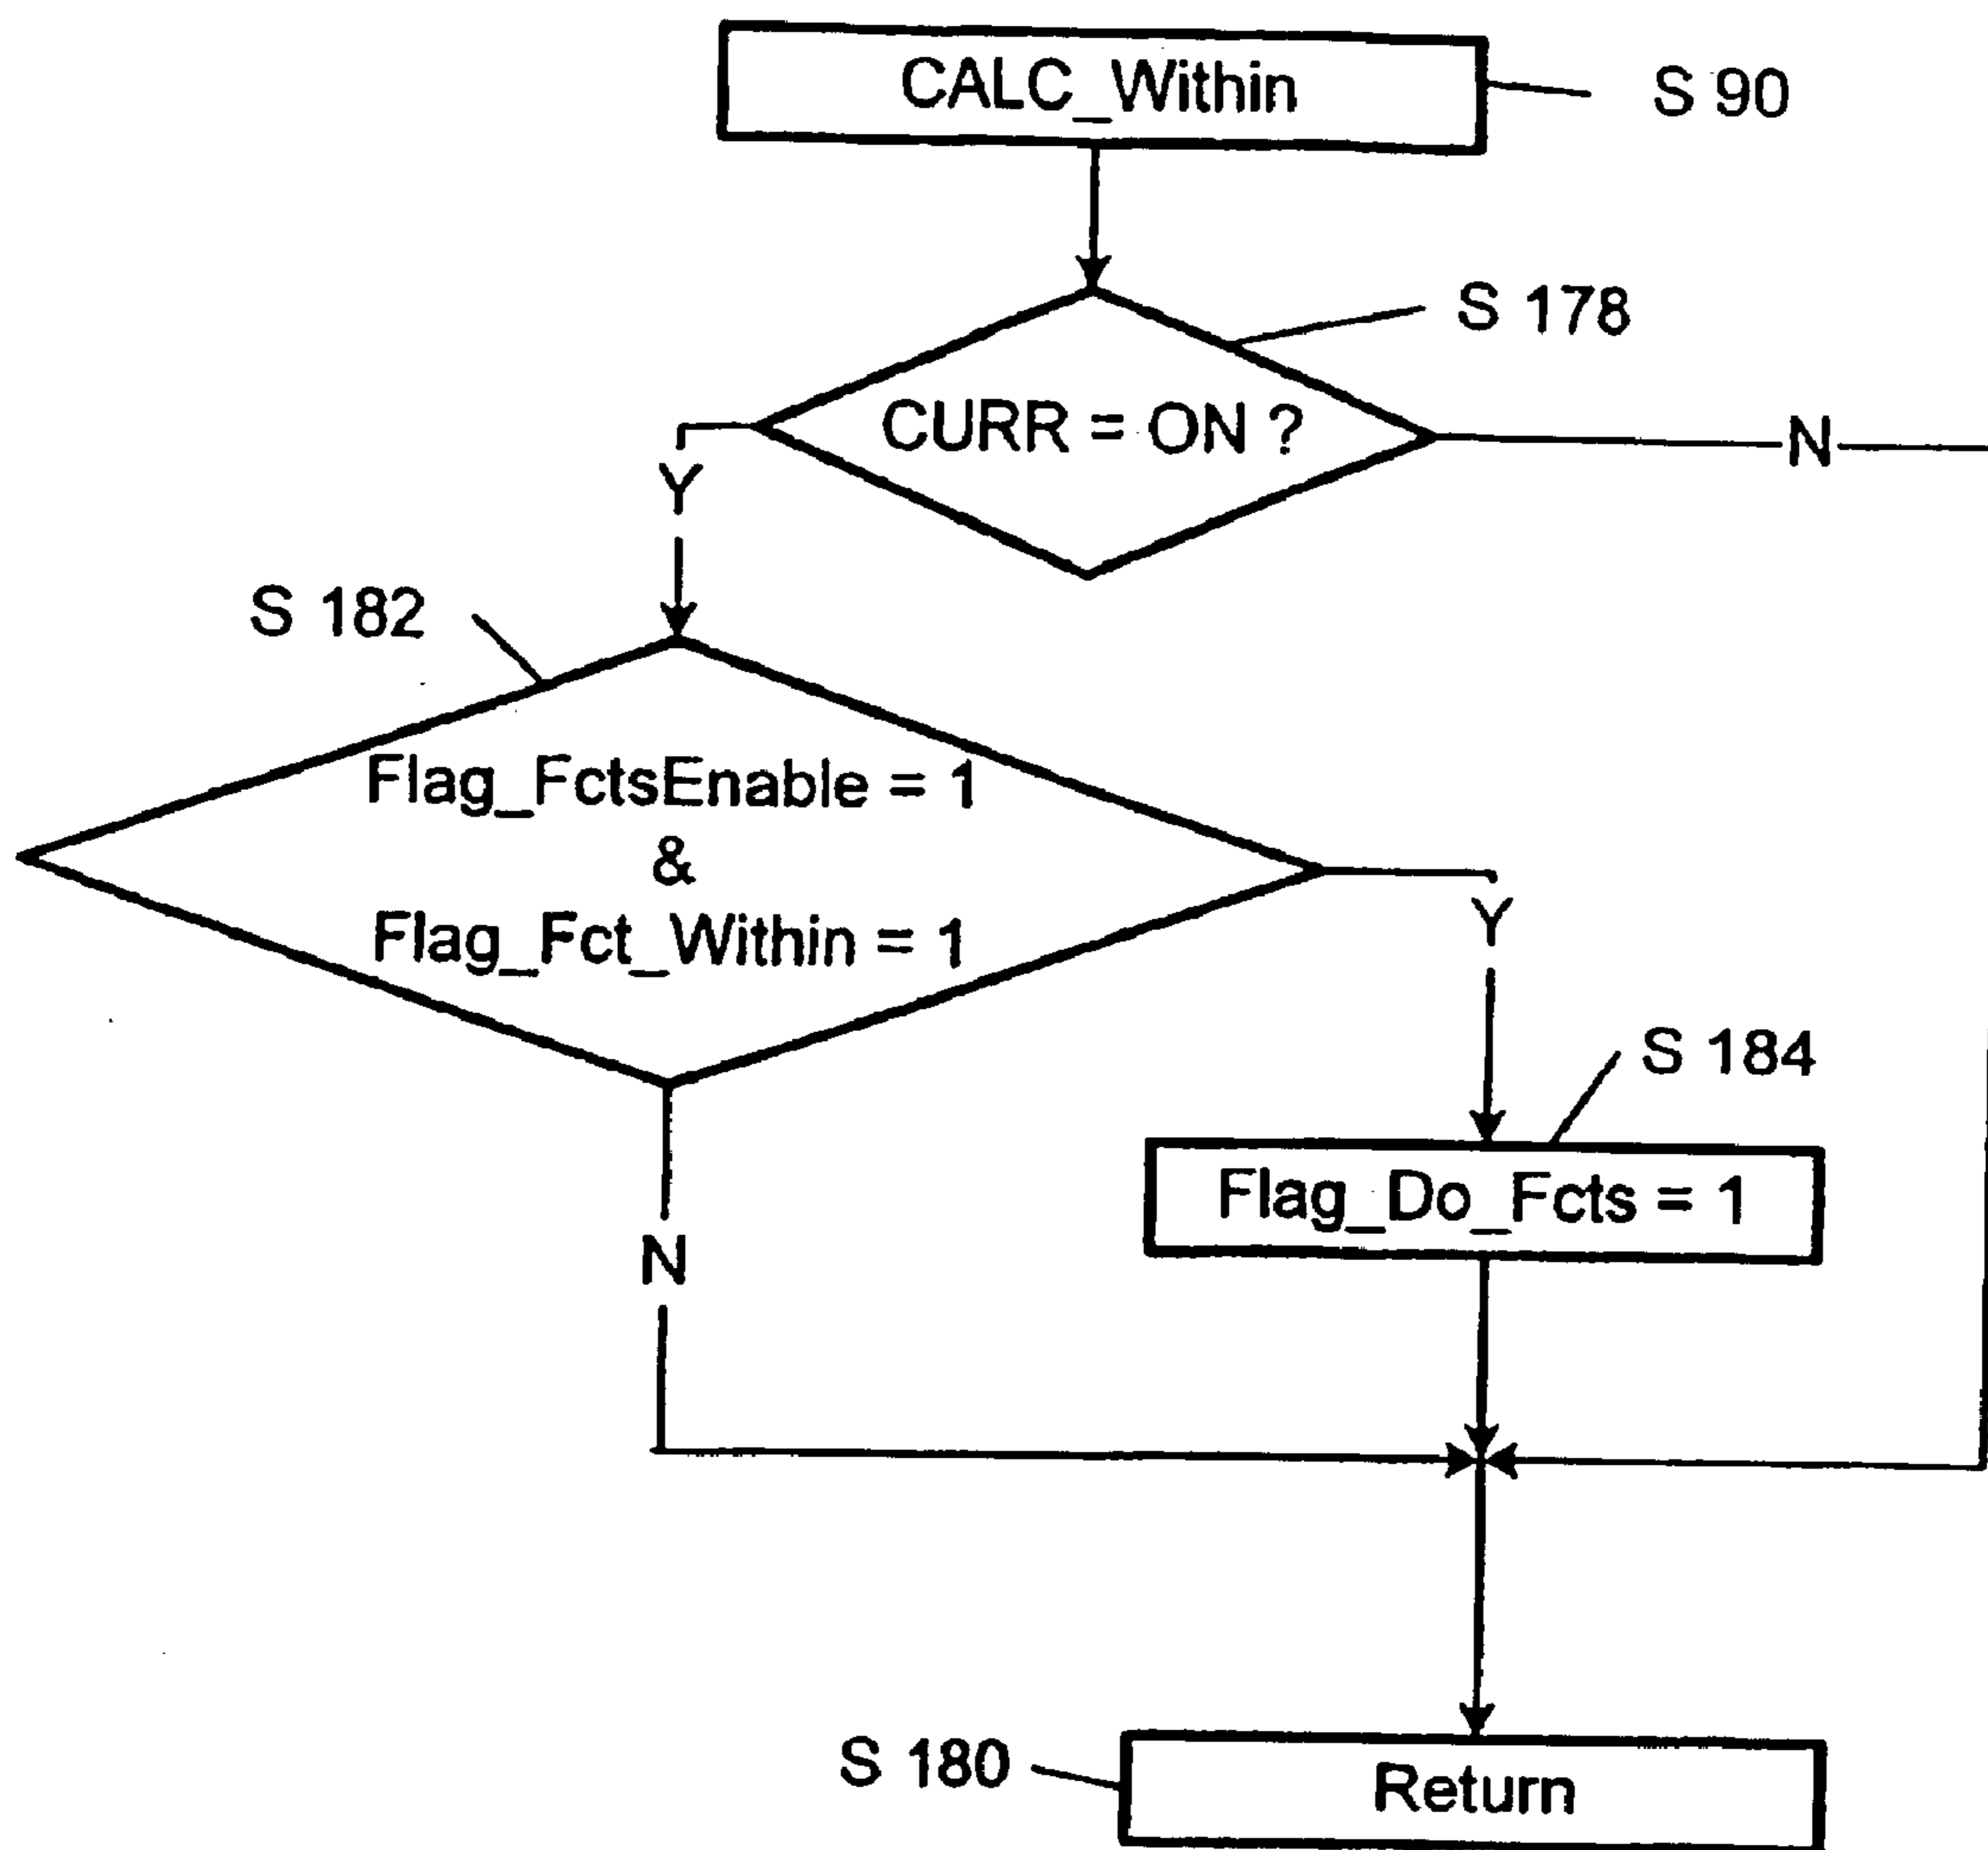 CALC_Within
S 90
S 178
CURR = ON ?
N
Y
S 182
Flag_FctsEnable = 1
&
Flag_Fct_Within = 1
Y
S 184
Flag_Do_Fcts = 1
N
S 180
Return